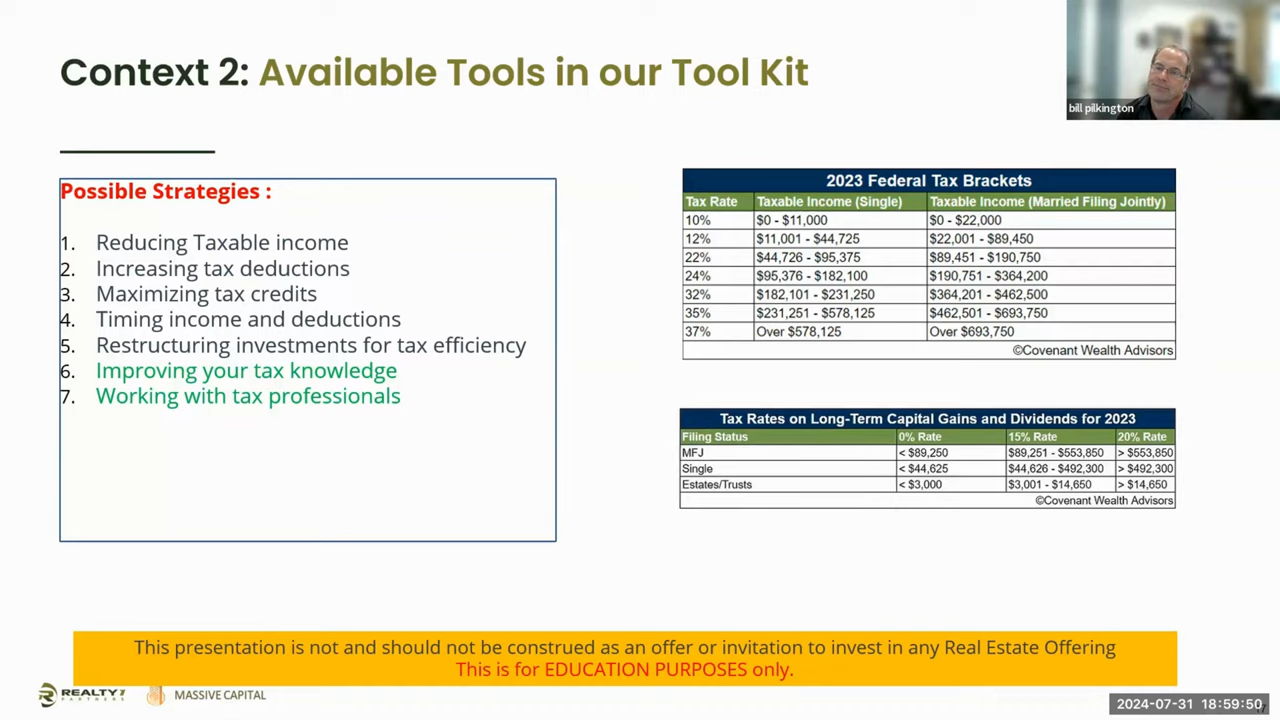 Context 2: Available Tools in our Tool Kit
bill pilkington
Possible Strategies :
1. Reducing Taxable income
2. Increasing tax deductions
3. Maximizing tax credits
4. Timing income and deductions
5. Restructuring investments for tax efficiency
6. Improving your tax knowledge
7. Working with tax professionals
2023 Federal Tax Brackets
Tax Rate Taxable Income (Single) Taxable Income (Married Filing Jointly)
10% $0 - $11,000 $0 - $22,000
12% $11,001 - $44,725 $22,001 - $89,450
22% $44,726 - $95,375 $89,451 - $190,750
24% $95,376 - $182,100 $190,751 - $364,200
32% $182,101 - $231,250 $364,201 - $462,500
35% $231,251 - $578,125 $462,501 - $693,750
37% Over $578,125 Over $693,750
©Covenant Wealth Advisors
Tax Rates on Long-Term Capital Gains and Dividends for 2023
Filing Status 0% Rate 15% Rate 20% Rate
MFJ < $89,250 $89,251 - $553,850 > $553,850
Single < $44,625 $44,626 - $492,300 > $492,300
Estates/Trusts < $3,000 $3,001 - $14,650 > $14,650
©Covenant Wealth Advisors
This presentation is not and should not be construed as an offer or invitation to invest in any Real Estate Offering
This is for EDUCATION PURPOSES only.
REALTY
PARTNERS
MASSIVE CAPITAL
2024-07-31 18:59:50